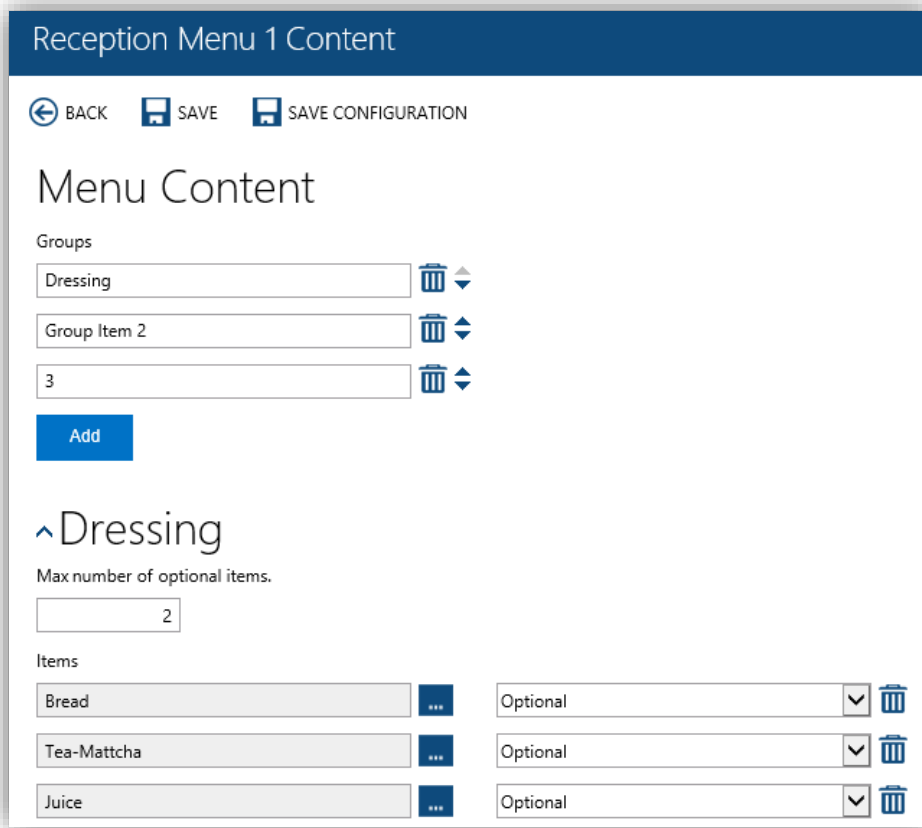 Reception Menu 1 Content
BACK SAVE SAVE CONFIGURATION
Menu Content
Groups
Dressing
Group Item 2
3
Add
Dressing
Max number of optional items.
2
Items
Bread ... Optional
Tea-Mattcha ... Optional
Juice ... Optional